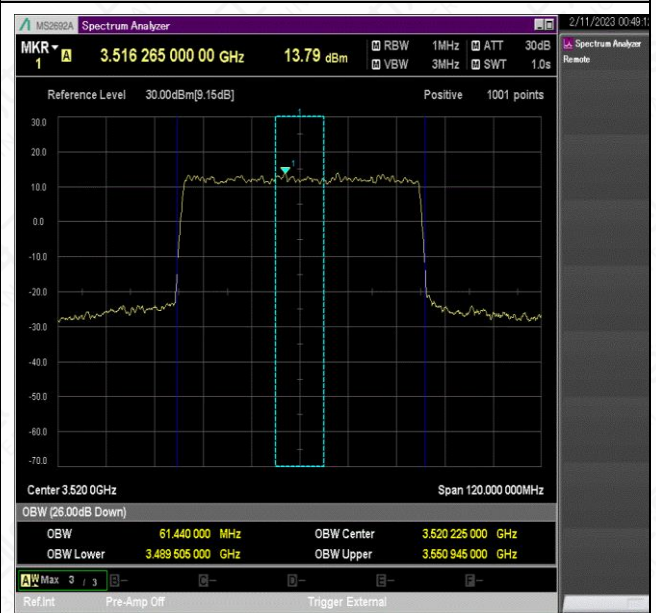 MS2692A Spectrum Analyzer
2/11/2023 00:49:1
MKR 1 A 3.516 265 000 00 GHz 13.79 dBm
M RBW 1MHz M ATT 30dB
M VBW 3MHz M SWT 1.0s
Spectrum Analyzer
Remote
Reference Level 30.00dBm[9.15dB] Positive 1001 points
1
30.0
20.0
1
10.0
0.0
-10.0
-20.0
-30.0
-40.0
-50.0
-60.0
-70.0
Center 3.520 0GHz Span 120.000 000MHz
OBW (26.00dB Down)
OBW 61.440 000 MHz OBW Center 3.520 225 000 GHz
OBW Lower 3.489 505 000 GHz OBW Upper 3.550 945 000 GHz
A W Max 3 / 3 B- C- D- E- F-
Ref.Int Pre-Amp Off Trigger External